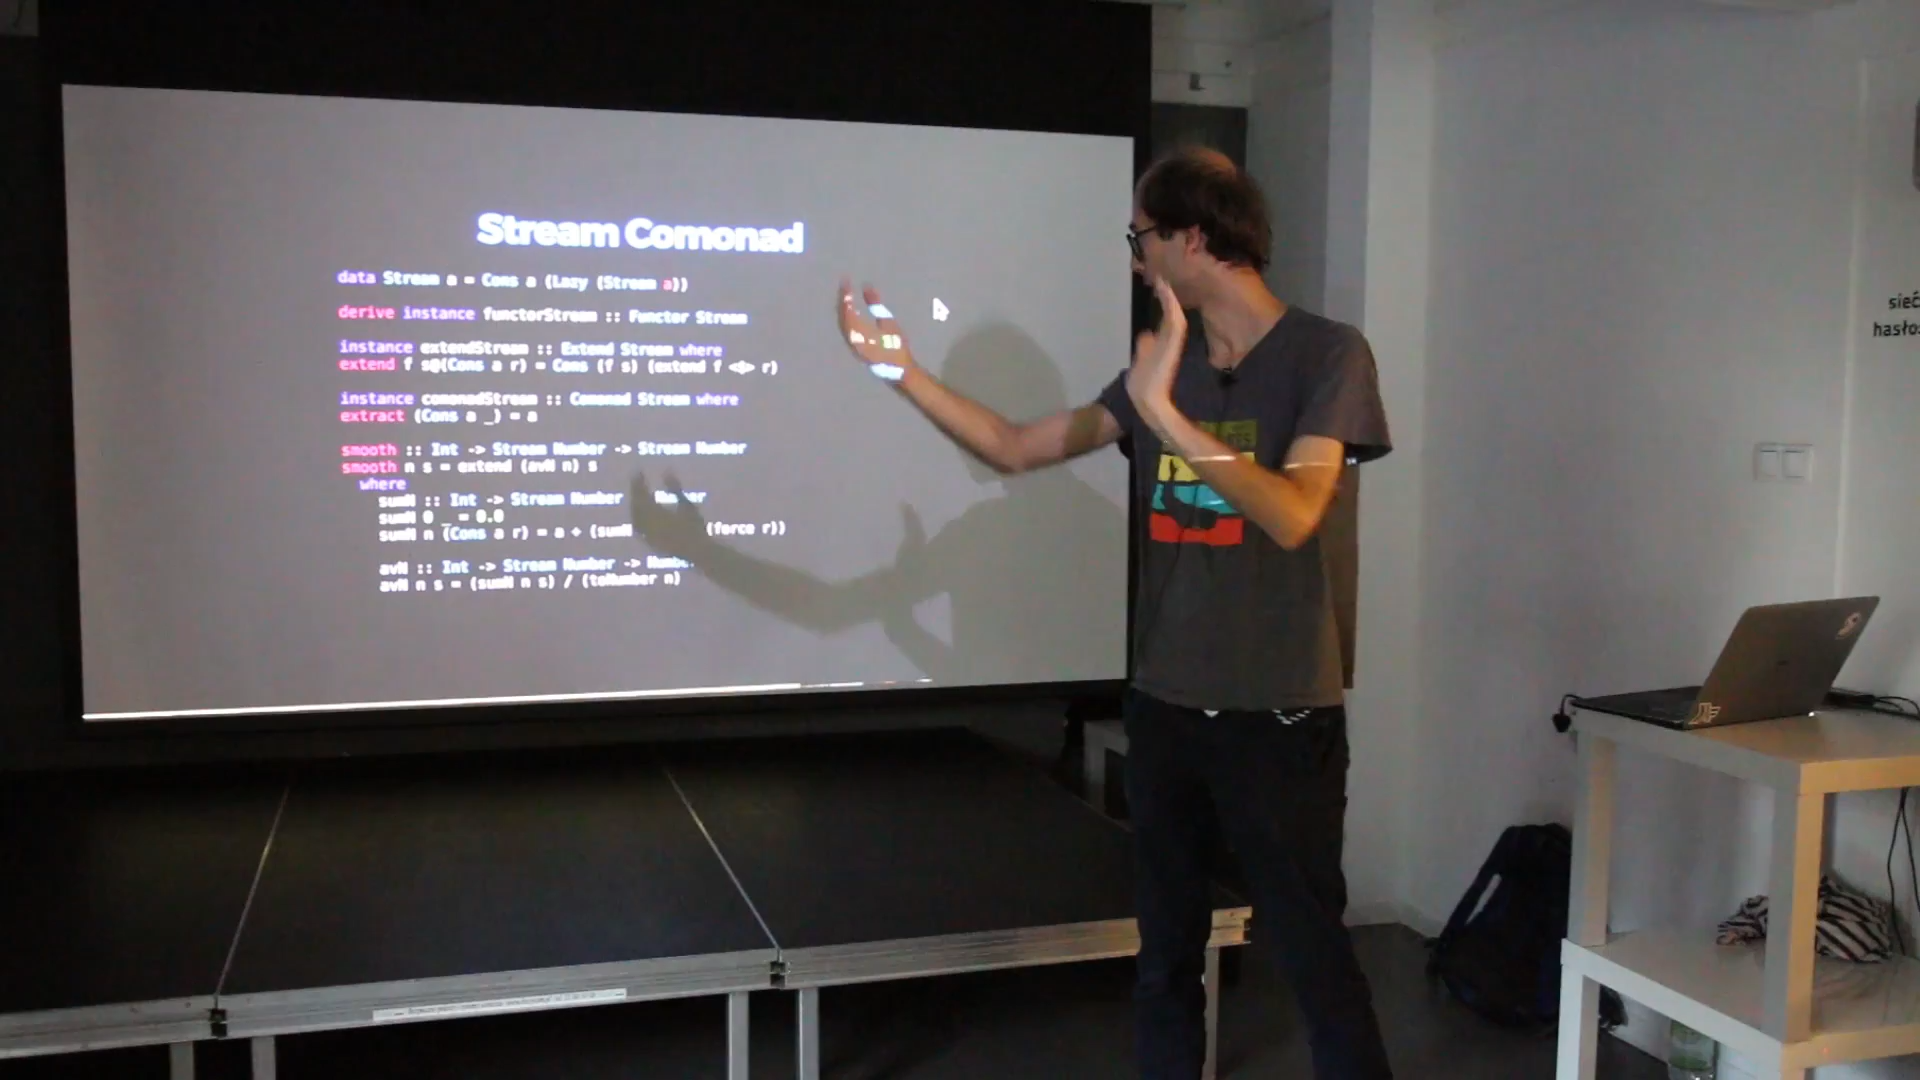 Stream Comonad
data Stream a = Cons a (Lazy (Stream a))
derive instance functorStream :: Functor Stream
instance extendStream :: Extend Stream where
extend f s@(Cons a r) = Cons (f s) (extend f <$> r)
instance comonadStream :: Comonad Stream where
extract (Cons a _) = a
smooth :: Int -> Stream Number -> Stream Number
smooth n s = extend (avN n) s
where
sumN :: Int -> Stream Number Number
sumN 0 _ = 0.0
sumN n (Cons a r) = a + (sumN (force r))
avN :: Int -> Stream Number ->
avN n s = (sumN n s) / (toNumber n)
sieć
hasło